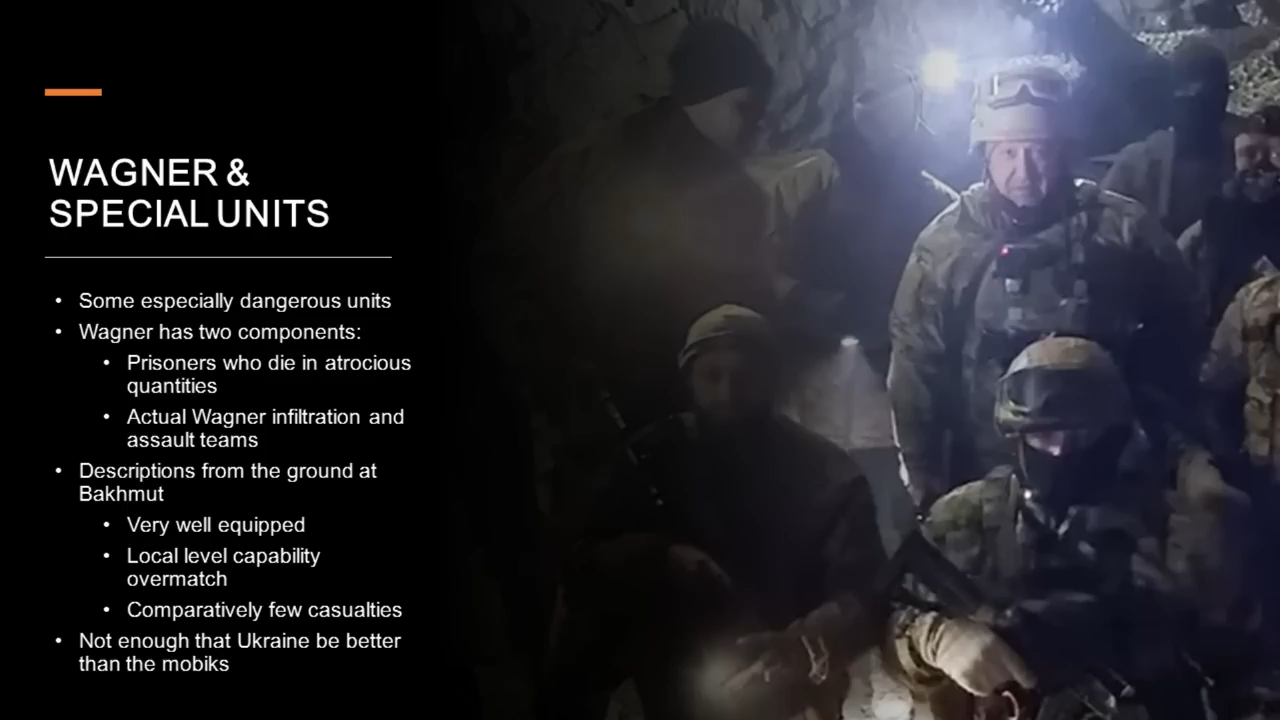 WAGNER &
SPECIAL UNITS
• Some especially dangerous units
• Wagner has two components:
• Prisoners who die in atrocious
quantities
• Actual Wagner infiltration and
assault teams
• Descriptions from the ground at
Bakhmut
• Very well equipped
• Local level capability
overmatch
• Comparatively few casualties
• Not enough that Ukraine be better
than the mobiks